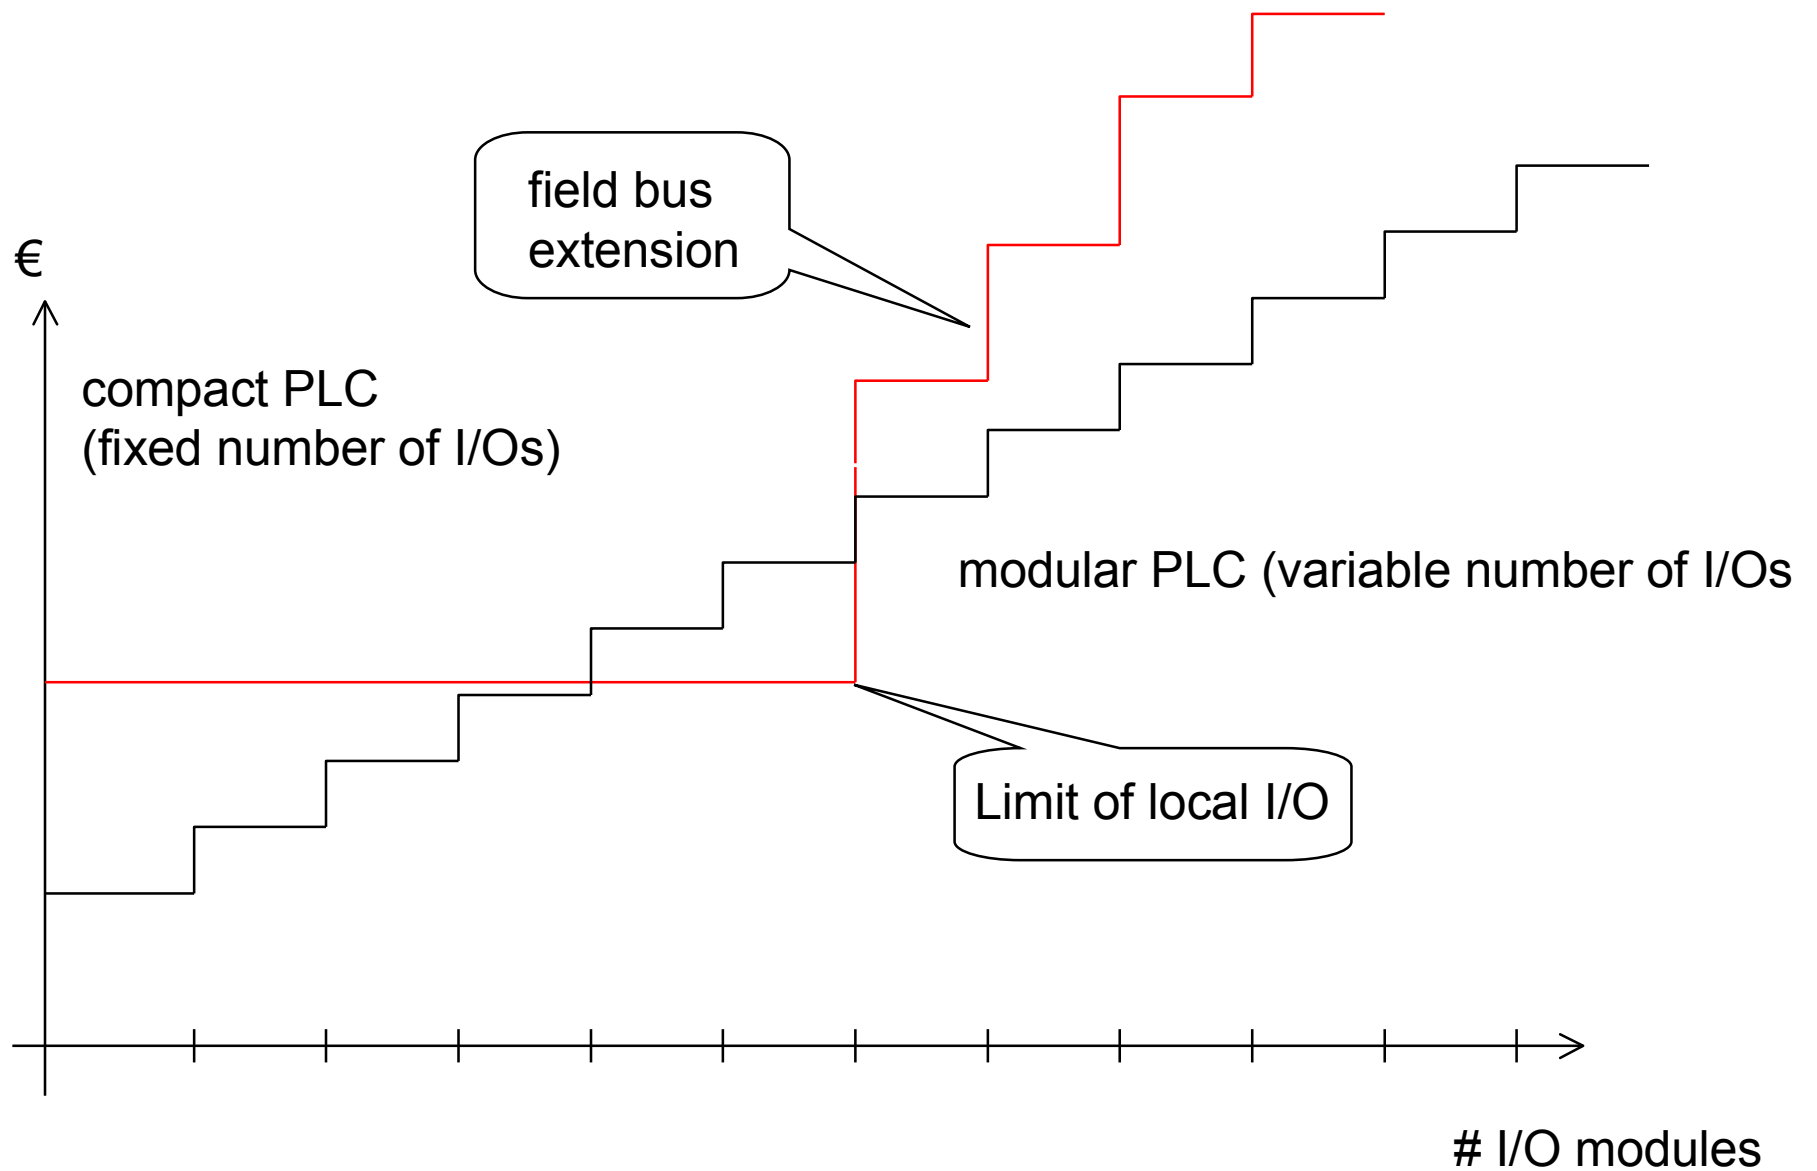 field bus
extension
€
compact PLC
(fixed number of I/Os)
modular PLC (variable number of I/Os
Limit of local I/O
# I/O modules